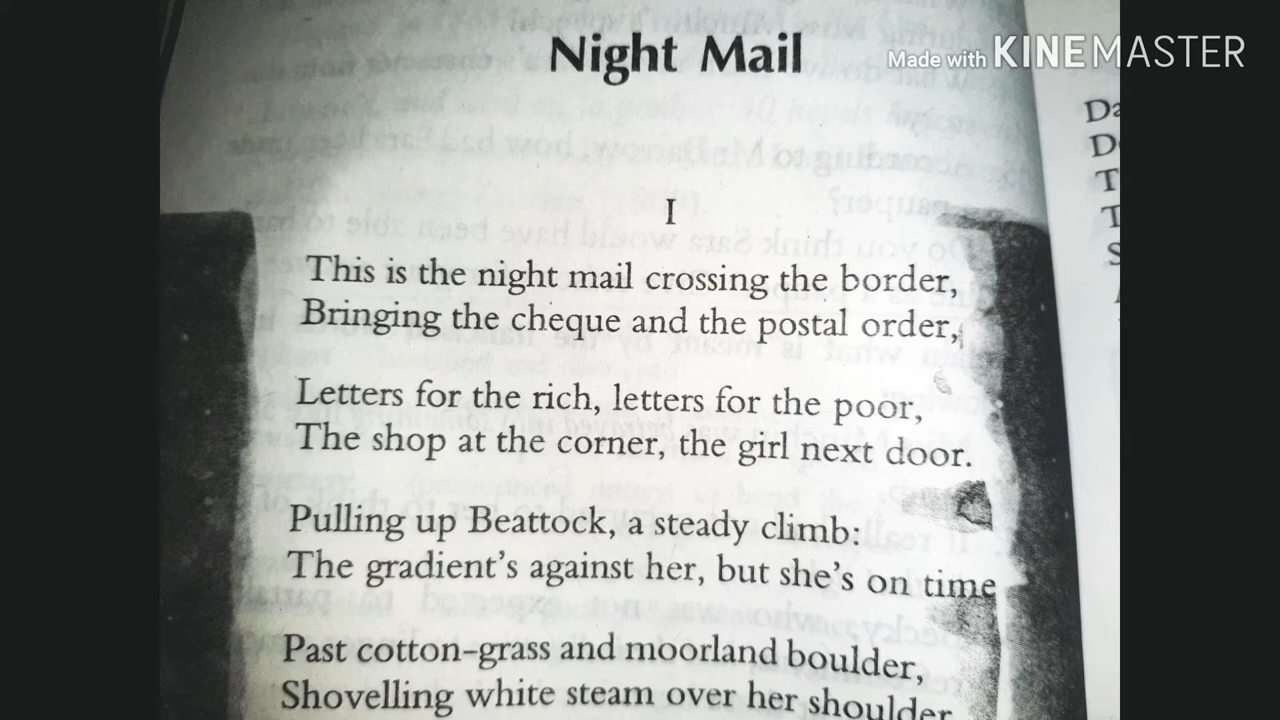 Night Mail
Made with KINEMASTER
I
This is the night mail crossing the border,
Bringing the cheque and the postal order,
Letters for the rich, letters for the poor,
The shop at the corner, the girl next door.
Pulling up Beattock, a steady climb:
The gradient's against her, but she's on time
Past cotton-grass and moorland boulder,
Shovelling white steam over her shoulder